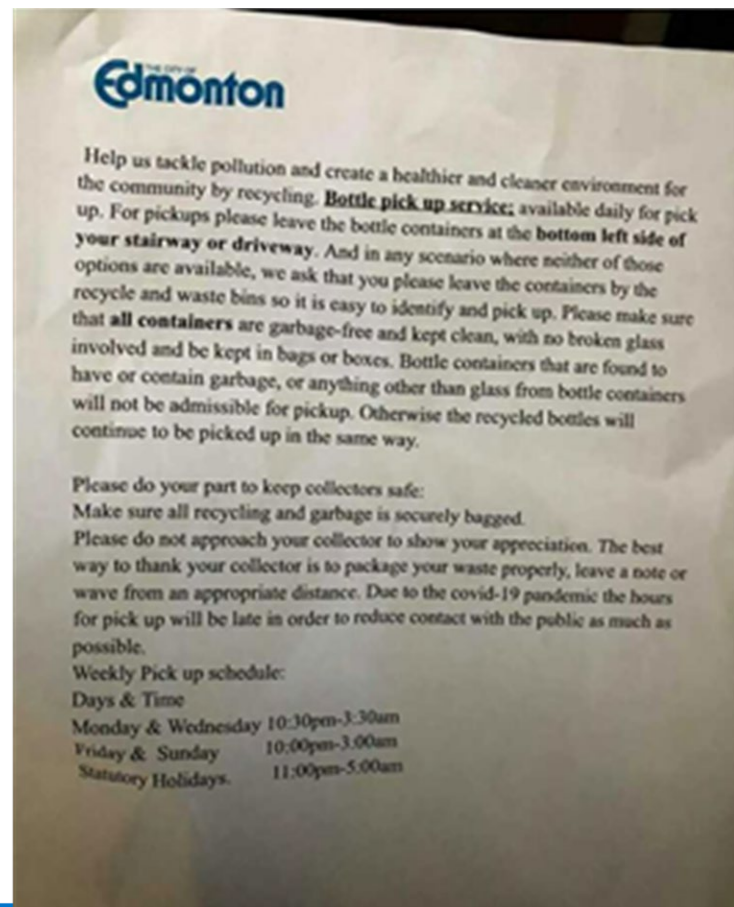 THE CITY OF
Edmonton
Help us tackle pollution and create a healthier and cleaner environment for
the community by recycling. Bottle pick up service; available daily for pick
up. For pickups please leave the bottle containers at the bottom left side of
your stairway or driveway. And in any scenario where neither of those
options are available, we ask that you please leave the containers by the
recycle and waste bins so it is easy to identify and pick up. Please make sure
that all containers are garbage-free and kept clean, with no broken glass
involved and be kept in bags or boxes. Bottle containers that are found to
have or contain garbage, or anything other than glass from bottle containers
will not be admissible for pickup. Otherwise the recycled bottles will
continue to be picked up in the same way.
Please do your part to keep collectors safe:
Make sure all recycling and garbage is securely bagged.
Please do not approach your collector to show your appreciation. The best
way to thank your collector is to package your waste properly, leave a note or
wave from an appropriate distance. Due to the covid-19 pandemic the hours
for pick up will be late in order to reduce contact with the public as much as
possible.
Weekly Pick up schedule:
Days & Time
Monday & Wednesday 10:30pm-3:30am
Friday & Sunday 10:00pm-3:00am
Statutory Holidays. 11:00pm-5:00am